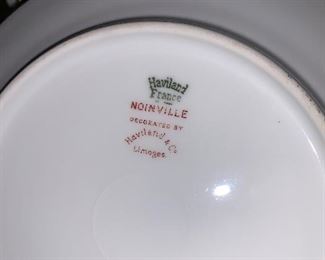 Haviland
France
NOINVILLE
DECORATED BY
Haviland & Co
Limoges